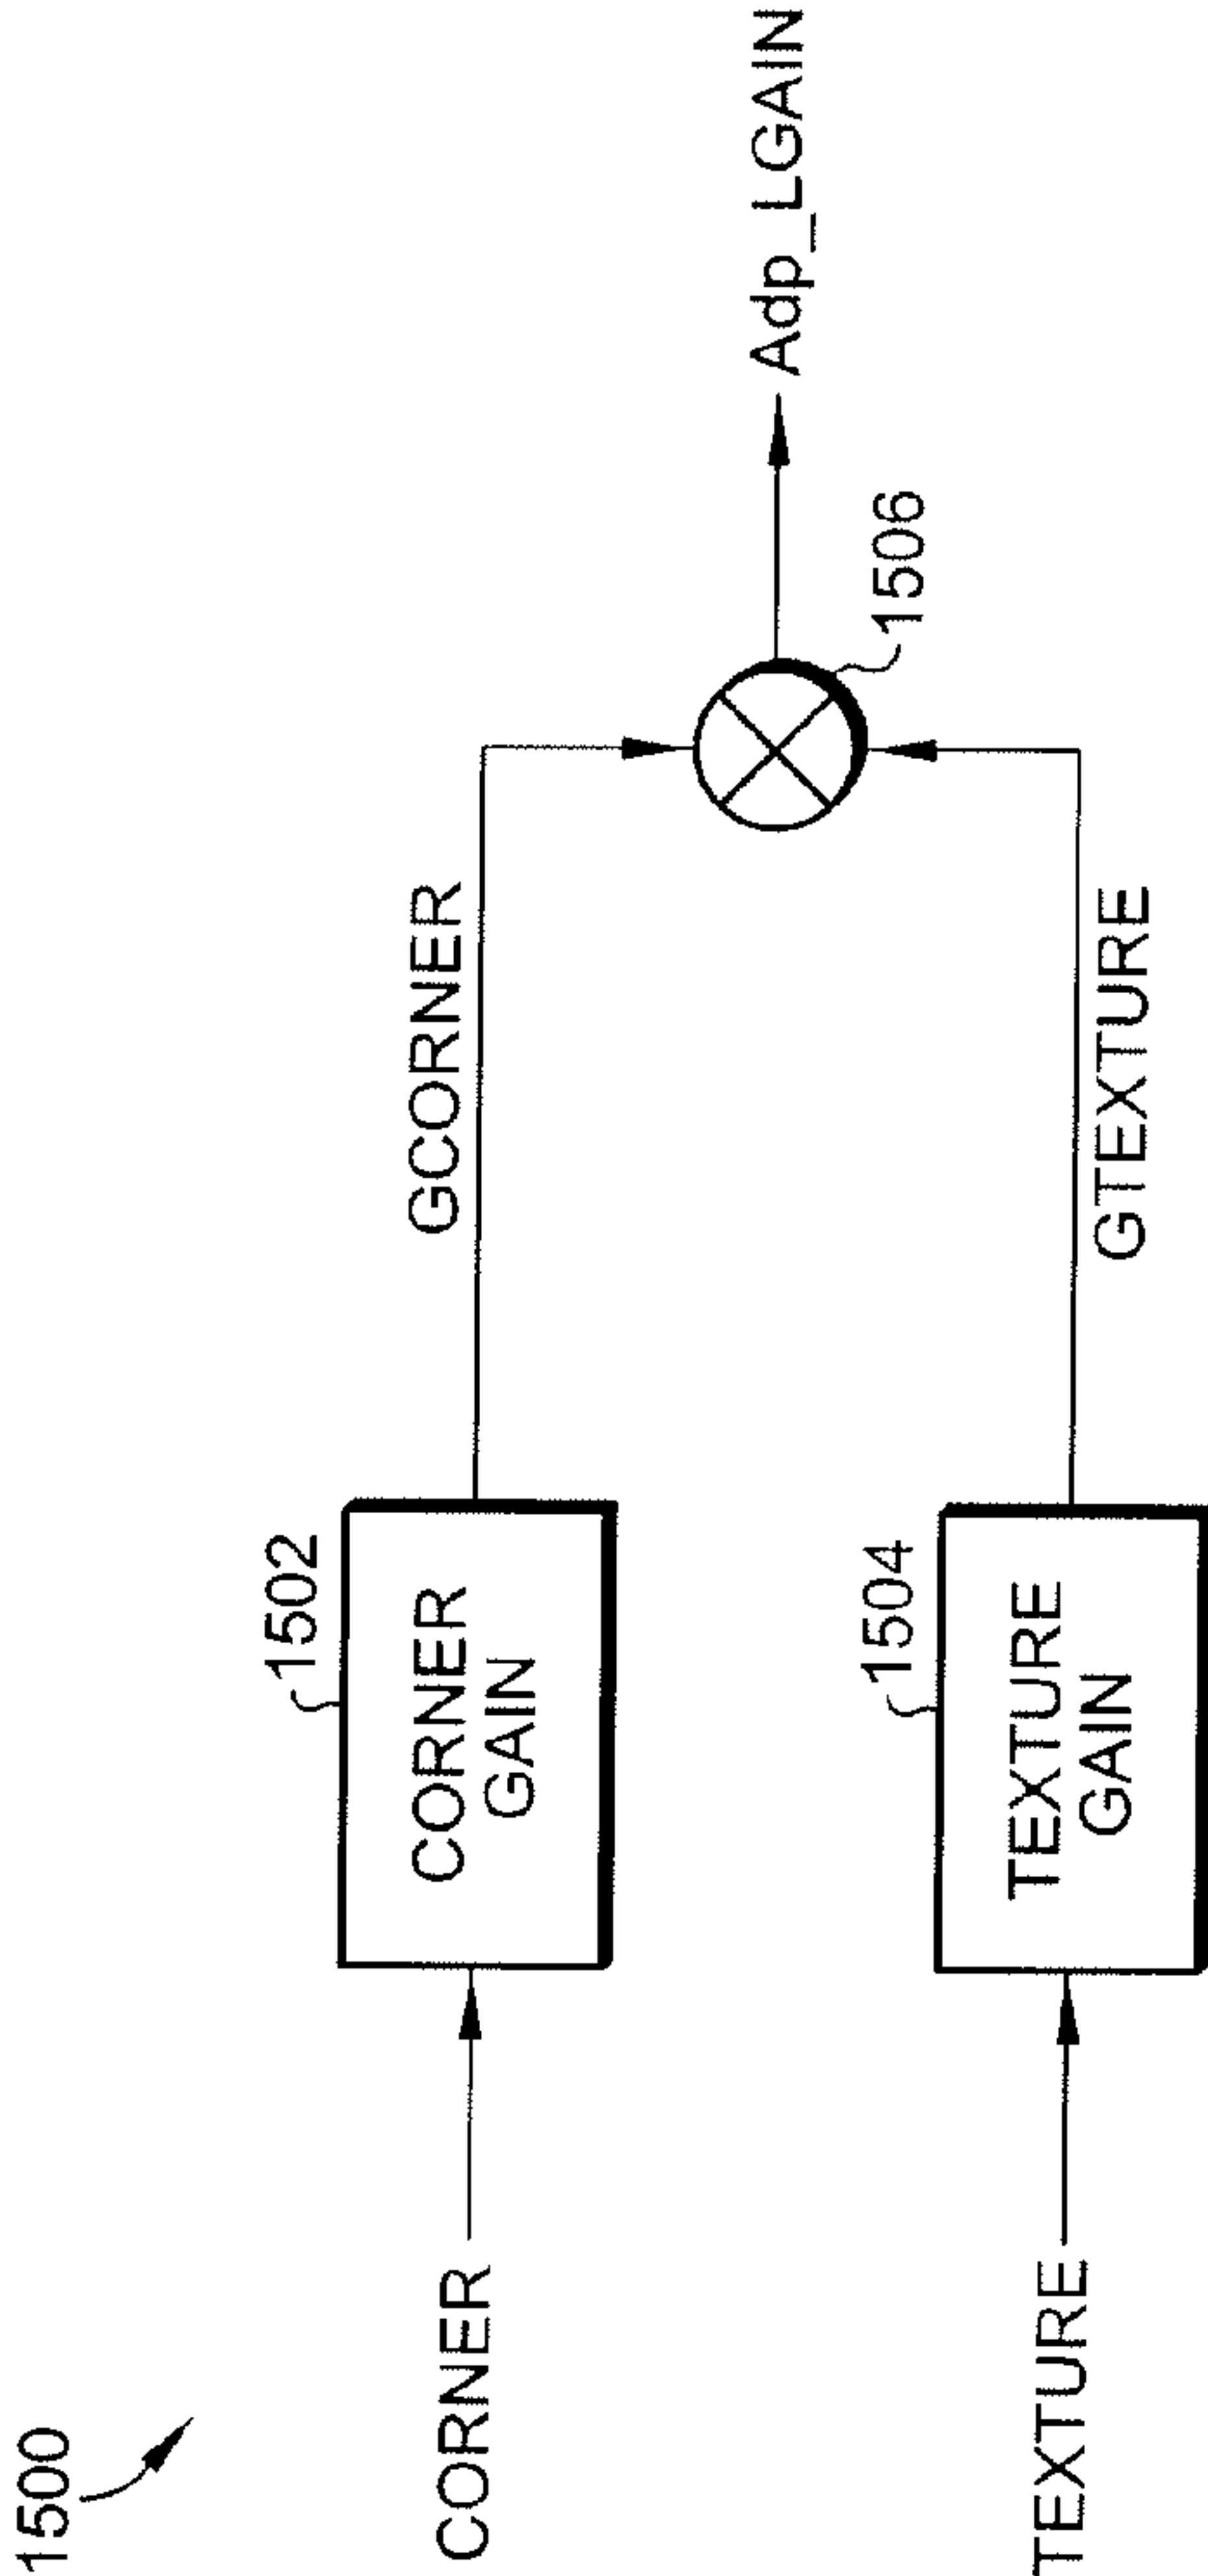 1500
CORNER
1502
CORNER
GAIN
GCORNER
TEXTURE
1504
TEXTURE
GAIN
GTEXTURE
1506
Adp_LGAIN